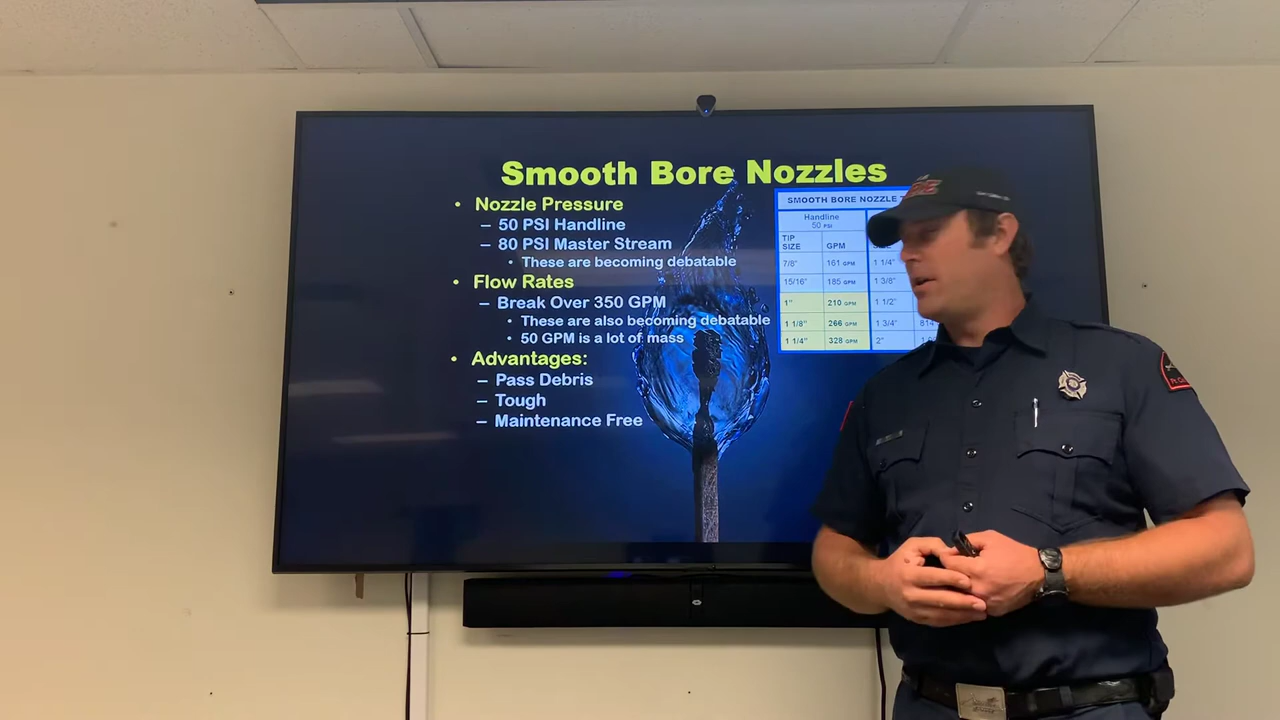 Smooth Bore Nozzles
• Nozzle Pressure
– 50 PSI Handline
– 80 PSI Master Stream
• These are becoming debatable
• Flow Rates
– Break Over 350 GPM
• These are also becoming debatable
• 50 GPM is a lot of mass
• Advantages:
– Pass Debris
– Tough
– Maintenance Free
SMOOTH BORE NOZZLE
Handline
50 PSI
TIP SIZE GPM
7/8" 161 GPM 1 1/4"
15/16" 185 GPM 1 3/8"
1" 210 GPM 1 1/2"
1 1/8" 266 GPM 1 3/4" 814
1 1/4" 328 GPM 2"